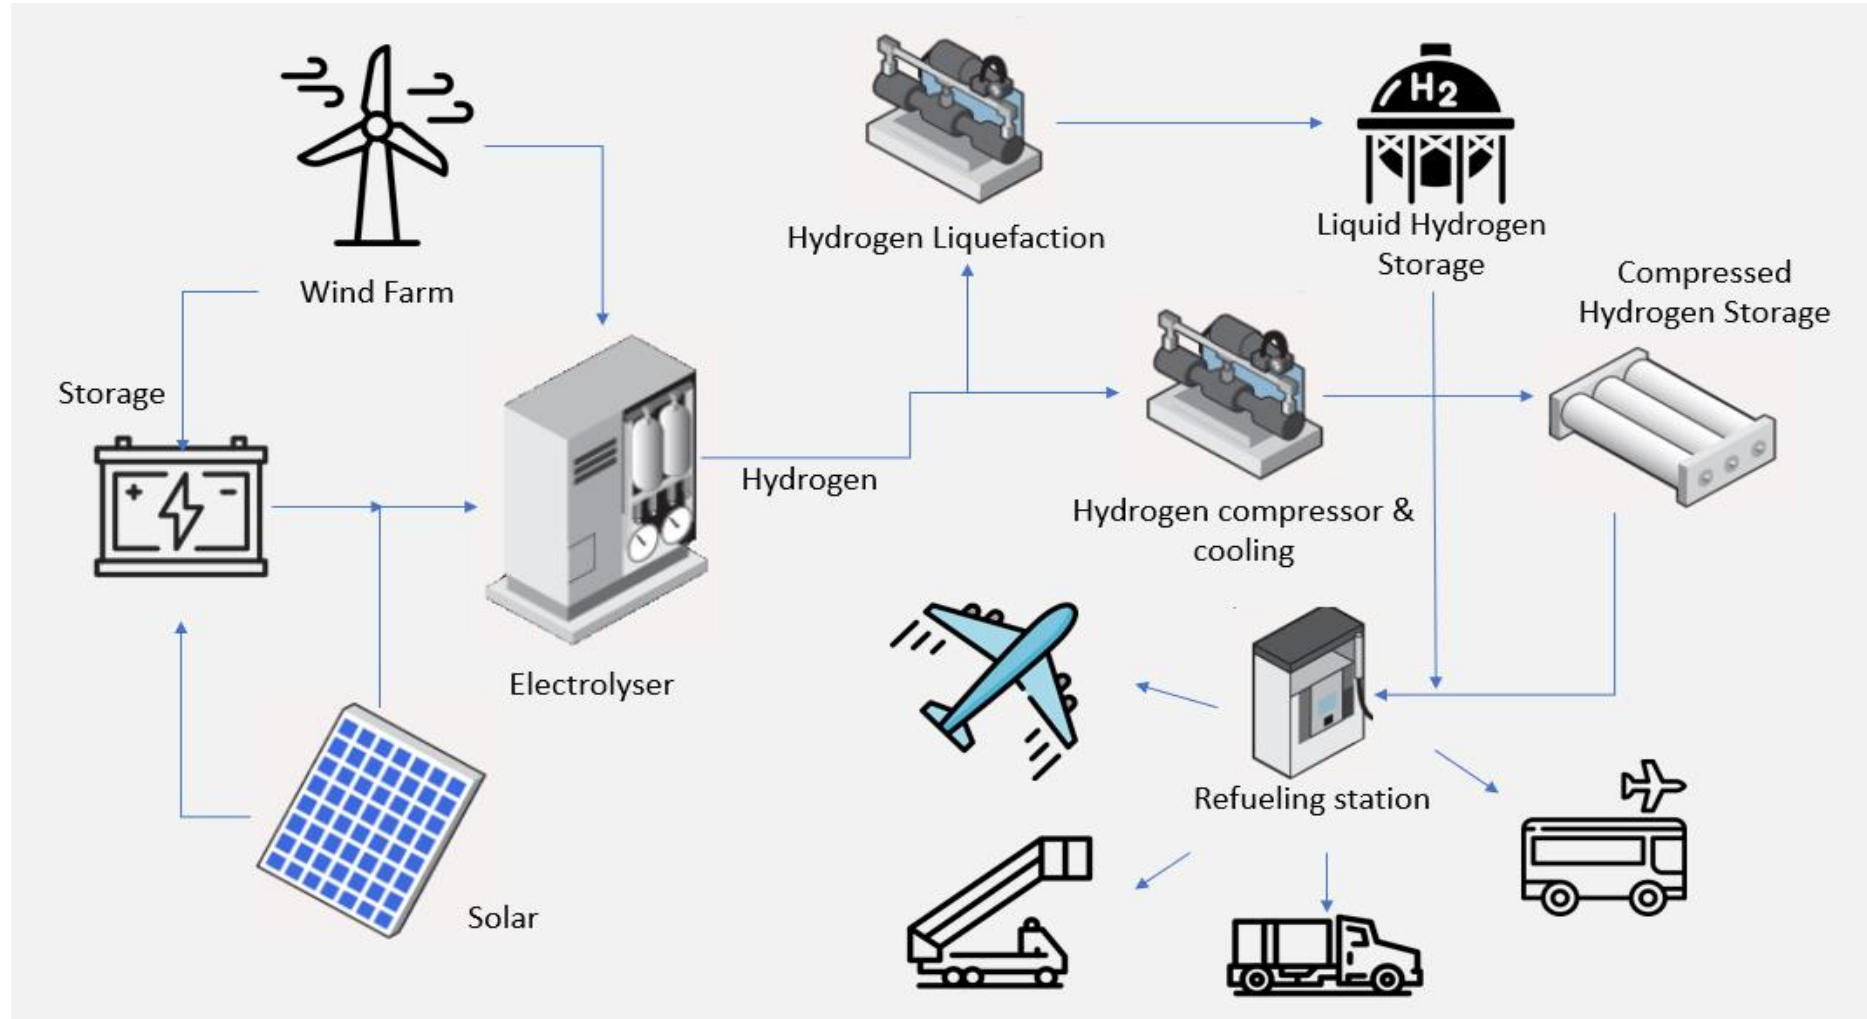 H2
Hydrogen Liquefaction
Liquid Hydrogen
Storage
Compressed
Hydrogen Storage
Wind Farm
Storage
+ -
Hydrogen
Hydrogen compressor &
cooling
Electrolyser
Refueling station
Solar